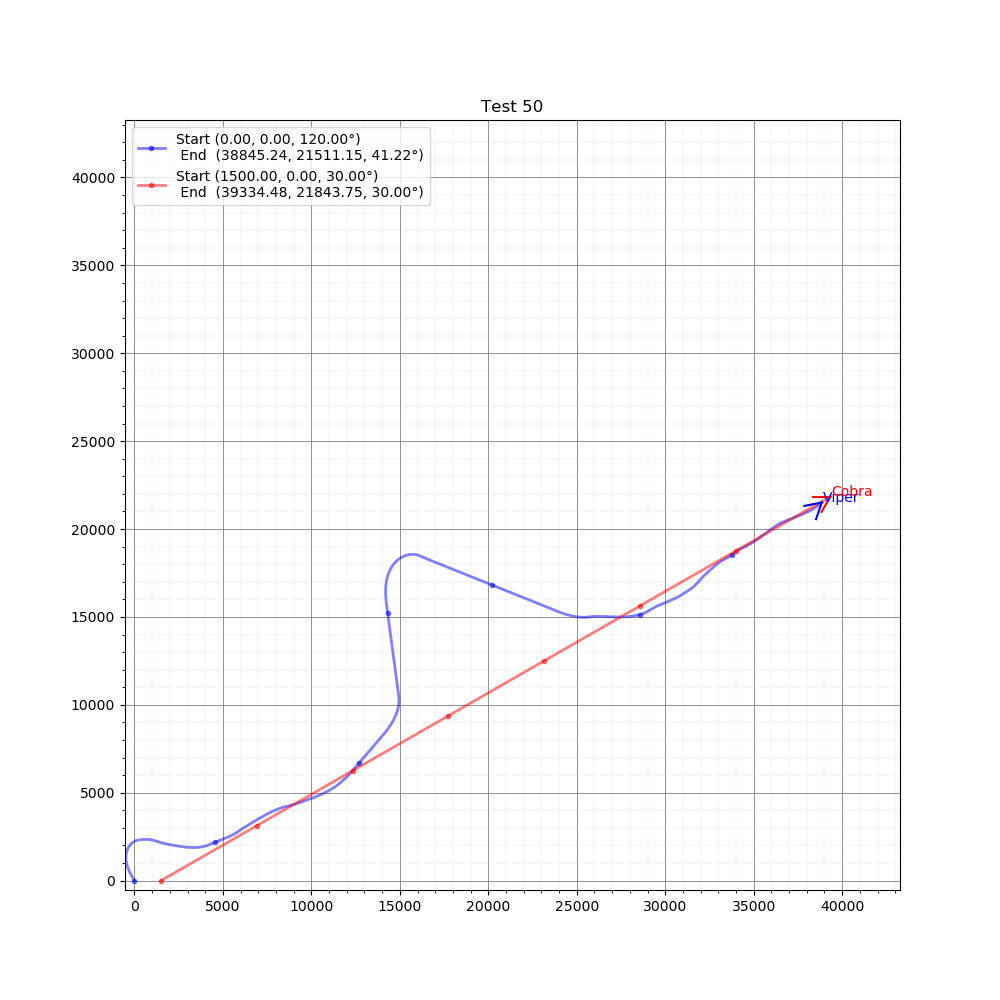 Test 50
Start (0.00, 0.00, 120.00°)
End  (38845.24, 21511.15, 41.22°)
Start (1500.00, 0.00, 30.00°)
End  (39334.48, 21843.75, 30.00°)
40000
35000
30000
25000
20000
15000
10000
5000
0
Cobra
Viper
0 5000 10000 15000 20000 25000 30000 35000 40000